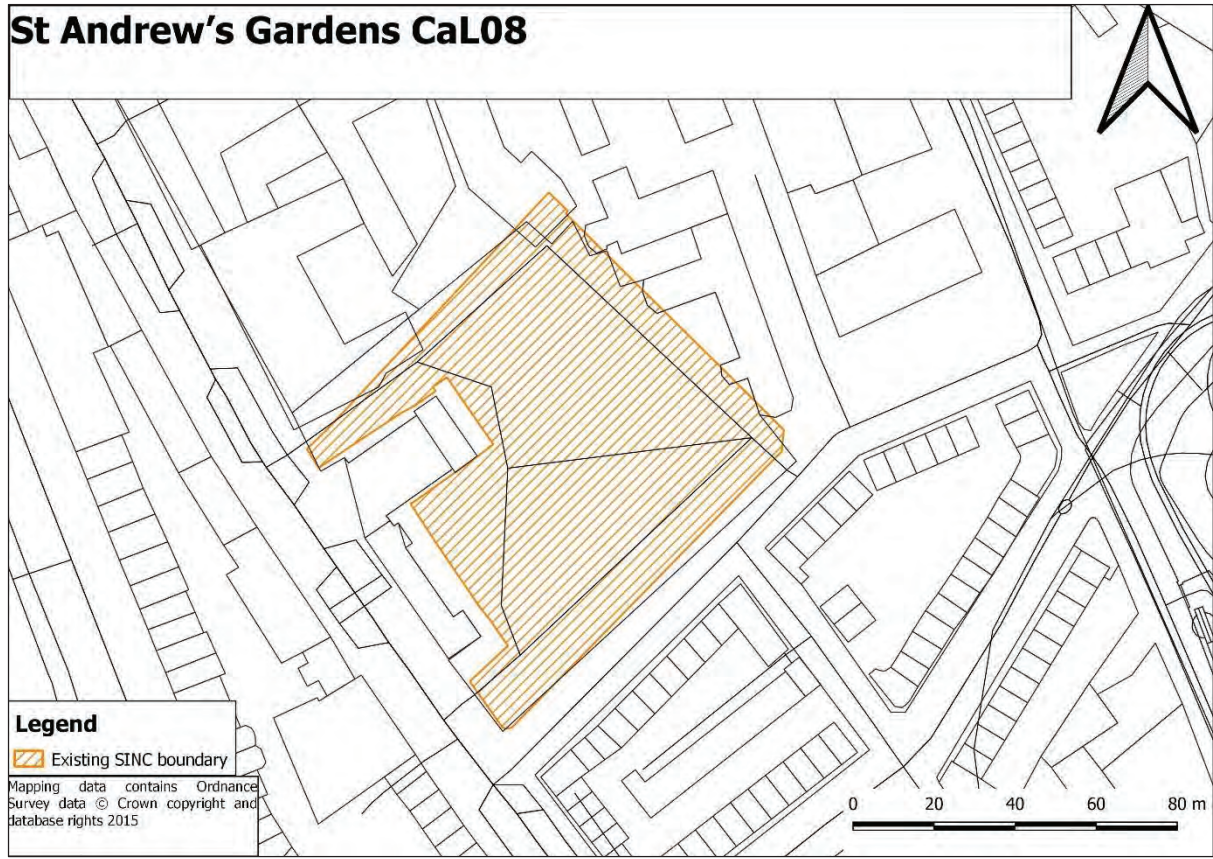 St Andrew's Gardens CaL08
Legend
Existing SINC boundary
Mapping data contains Ordnance
Survey data © Crown copyright and
database rights 2015
0 20 40 60 80 m